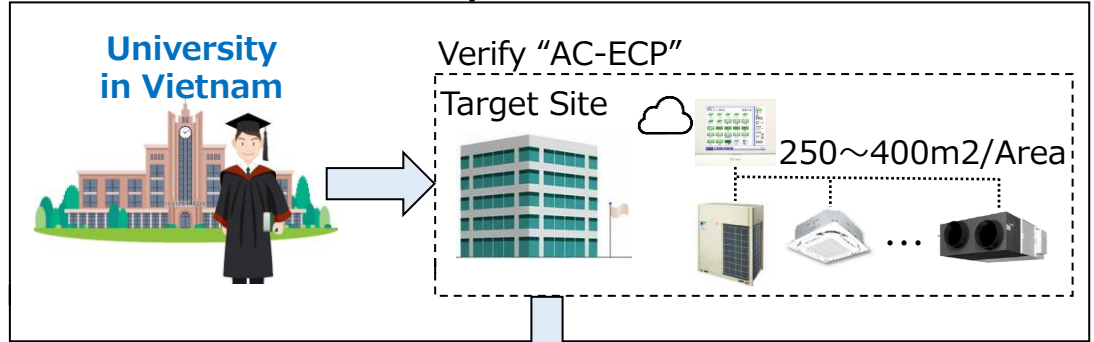 University
in Vietnam
Verify “AC-ECP”
Target Site
250～400m2/Area
...